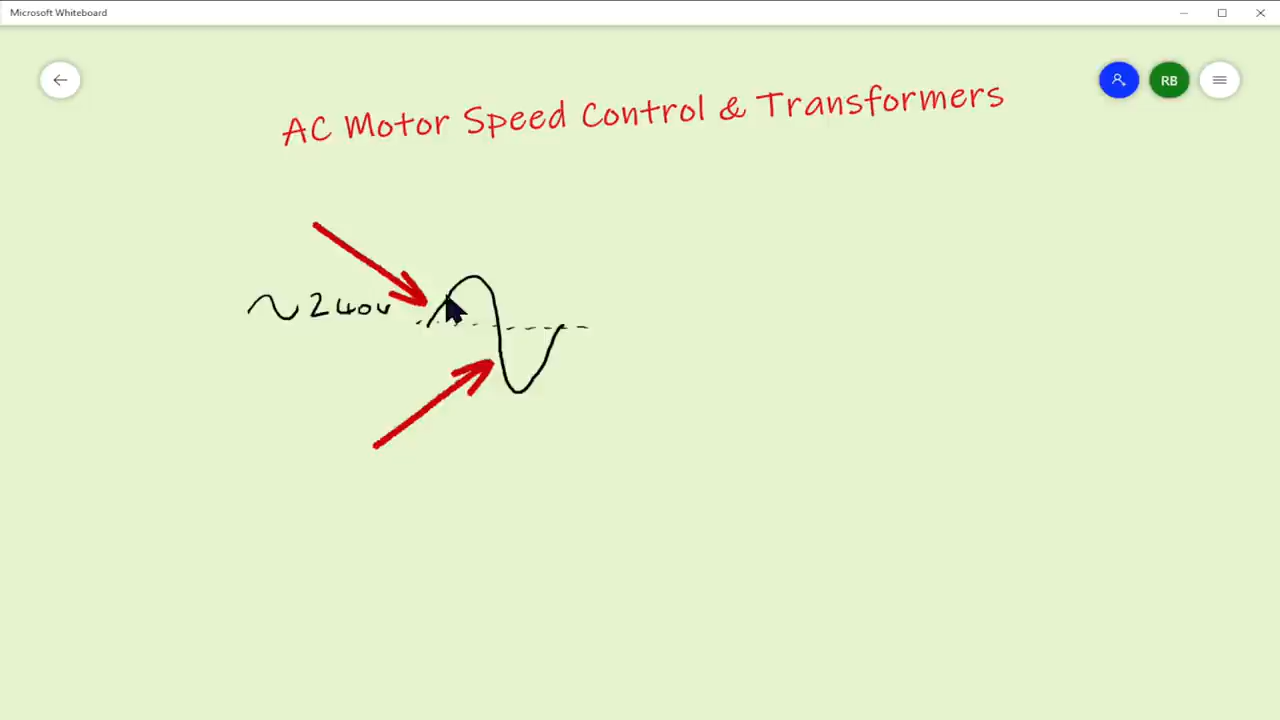 Microsoft Whiteboard
RB
AC Motor Speed Control & Transformers
~240v